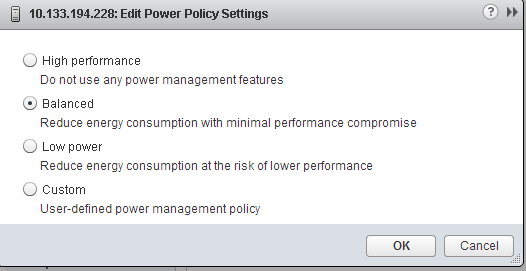 10.133.194.228: Edit Power Policy Settings
?
High performance
Do not use any power management features
Balanced
Reduce energy consumption with minimal performance compromise
Low power
Reduce energy consumption at the risk of lower performance
Custom
User-defined power management policy
OK
Cancel